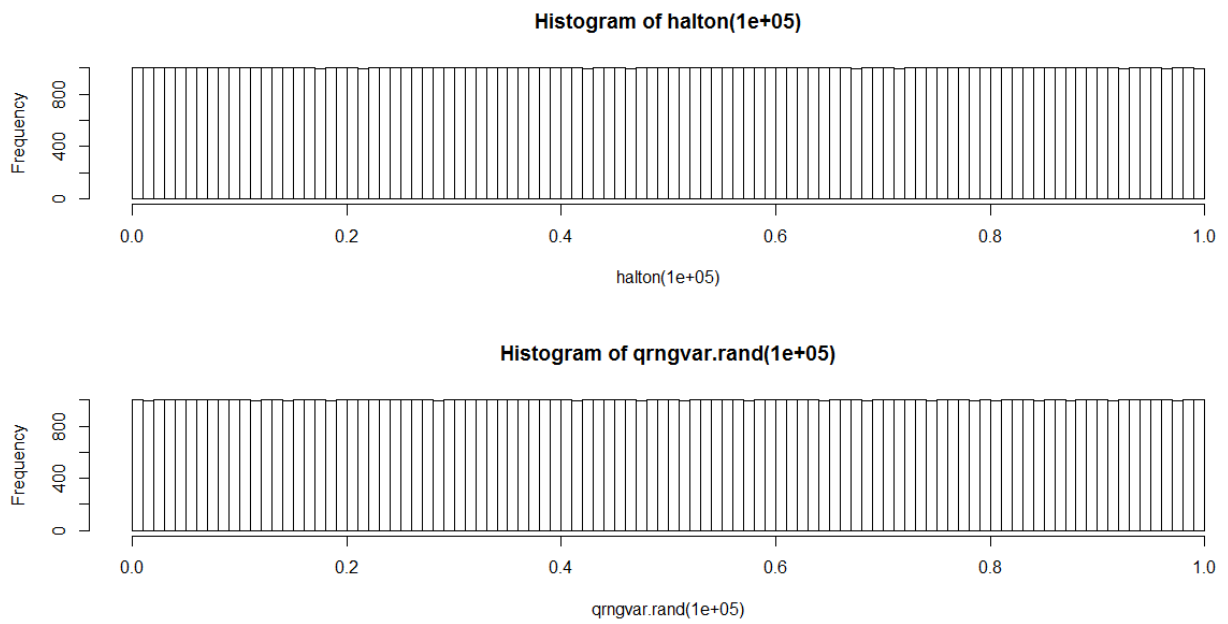 Histogram of halton(1e+05)
Frequency
800
400
0
0.0 0.2 0.4 0.6 0.8 1.0
halton(1e+05)
Histogram of qrngvar.rand(1e+05)
Frequency
800
400
0
0.0 0.2 0.4 0.6 0.8 1.0
qrngvar.rand(1e+05)